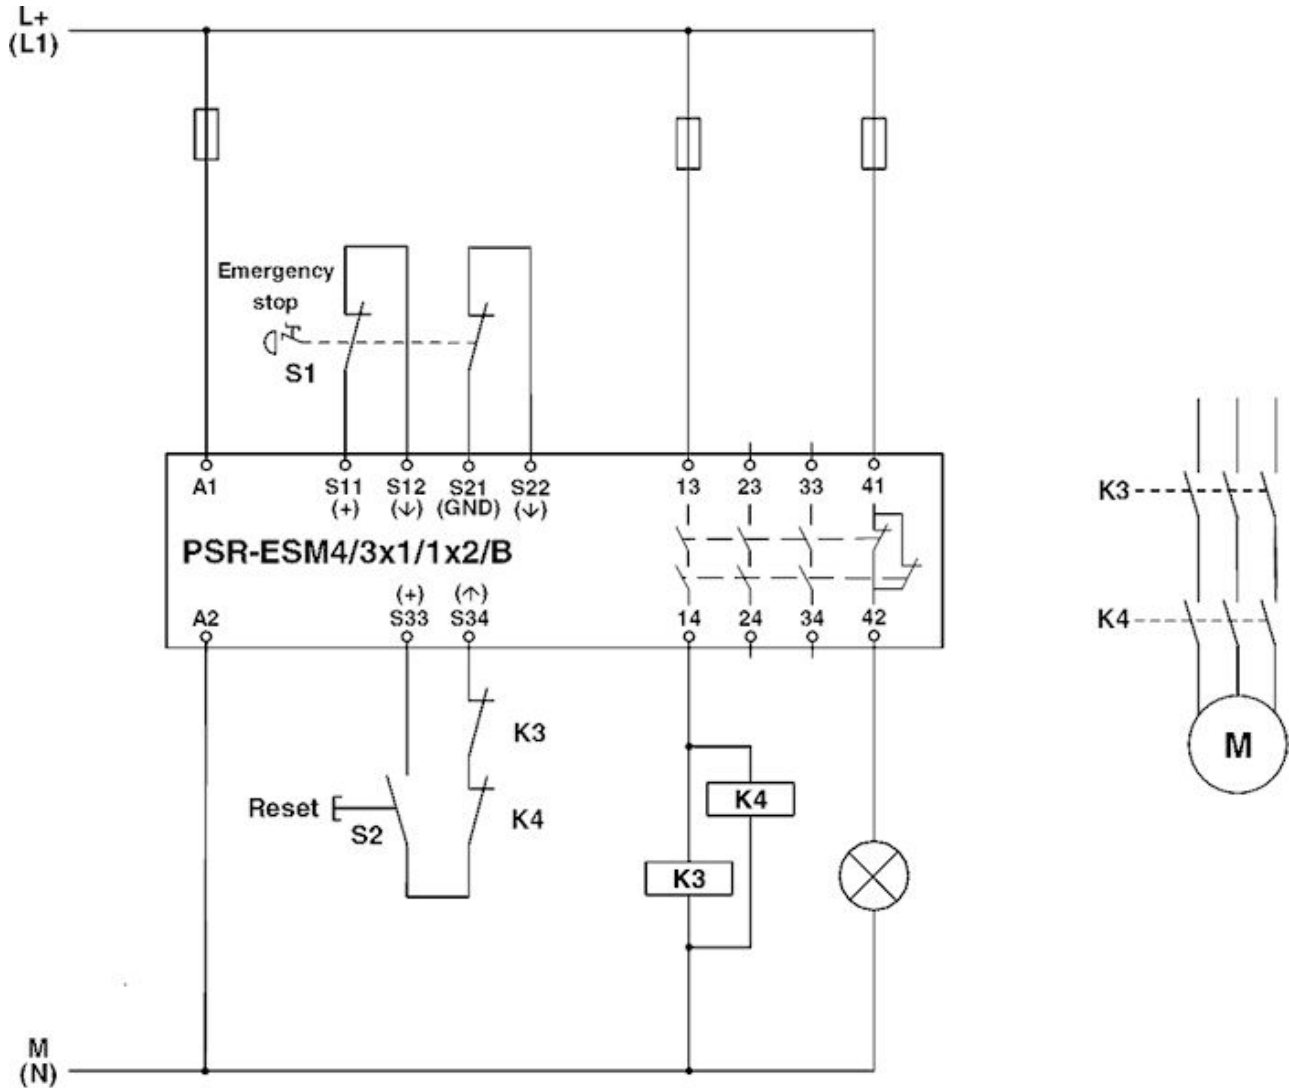 L+
(L1)
Emergency
stop
S1
A1 S11 S12 S21 S22 13 23 33 41
(+) (↓) (GND) (↓)
PSR-ESM4/3x1/1x2/B
(+) (↑)
A2 S33 S34 14 24 34 42
K3
K4
Reset
S2
K4
K3
M
(N)
K3
K4
M